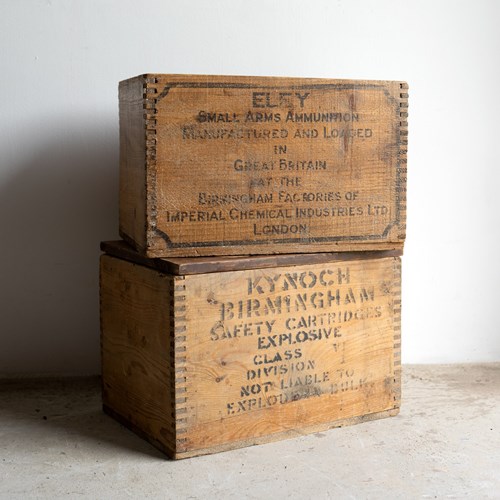 ELEY
SMALL ARMS AMMUNITION
MANUFACTURED AND LOADED
IN
GREAT BRITAIN
AT THE
BIRMINGHAM FACTORIES OF
IMPERIAL CHEMICAL INDUSTRIES LTD
LONDON
KYNOCH
BIRMINGHAM
SAFETY CARTRIDGES
EXPLOSIVE
CLASS VI
DIVISION
NOT LIABLE TO
EXPLODE IN BULK